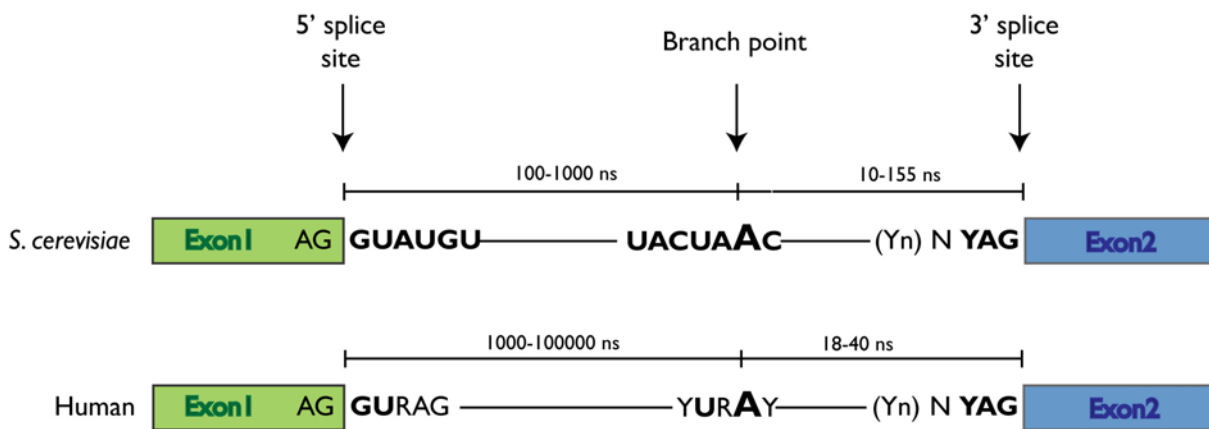 5' splice site
Branch point
3' splice site
100-1000 ns
10-155 ns
S. cerevisiae
Exon1 AG GUAUGU UACUAAC (Yn) N YAG Exon2
1000-100000 ns
18-40 ns
Human
Exon1 AG GURAG YURAY (Yn) N YAG Exon2